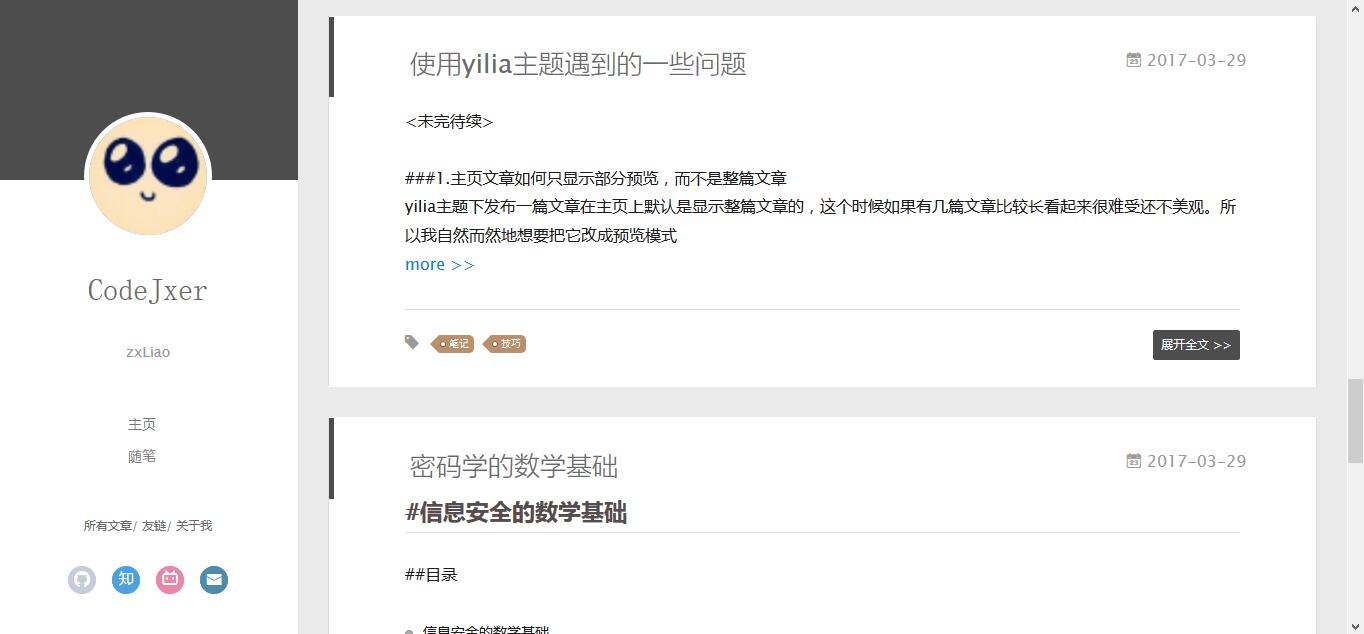 CodeJxer
zxLiao
主页
随笔
所有文章/ 友链/ 关于我
知
使用yilia主题遇到的一些问题
23 2017-03-29
<未完待续>
###1.主页文章如何只显示部分预览，而不是整篇文章
yilia主题下发布一篇文章在主页上默认是显示整篇文章的，这个时候如果有几篇文章比较长看起来很难受还不美观。所
以我自然而然地想要把它改成预览模式
more >>
笔记 技巧
展开全文 >>
密码学的数学基础
23 2017-03-29
#信息安全的数学基础
##目录
信息安全的数学基础